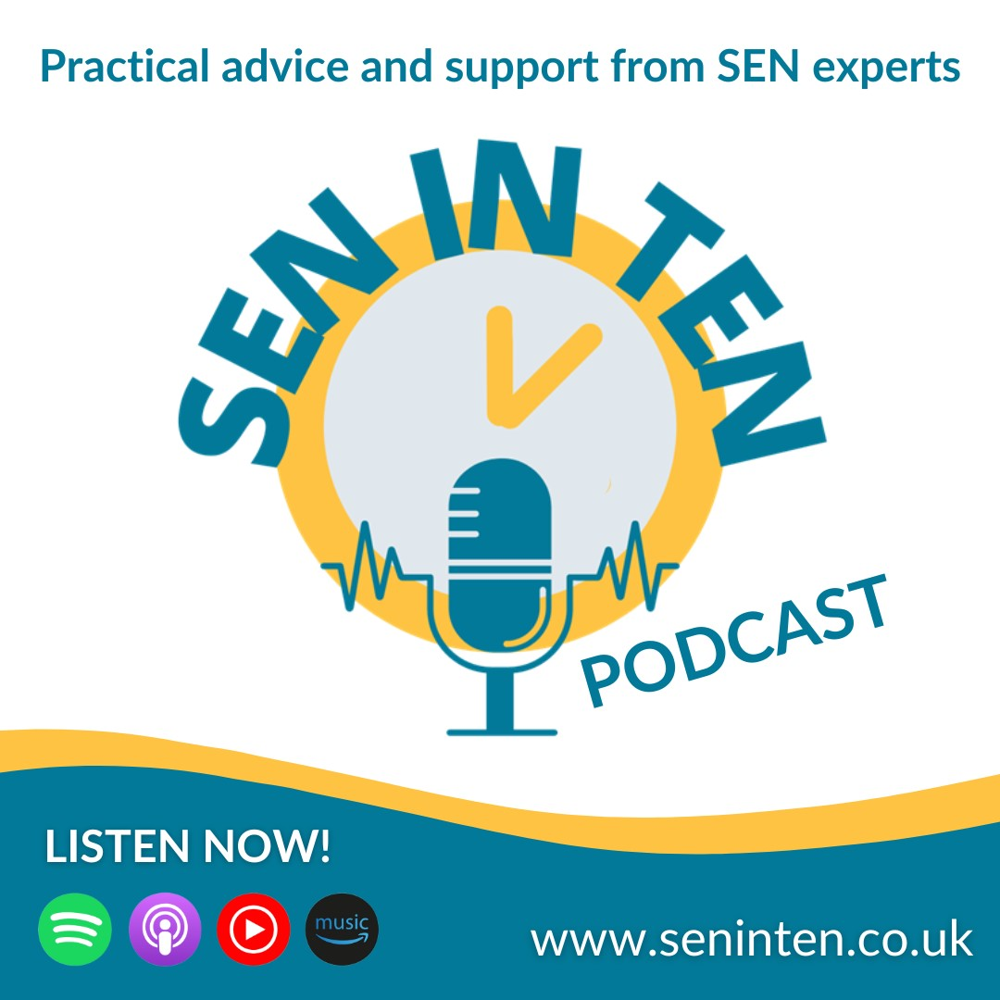 Practical advice and support from SEN experts
SEN IN TEN
PODCAST
LISTEN NOW!
music
www.seninten.co.uk